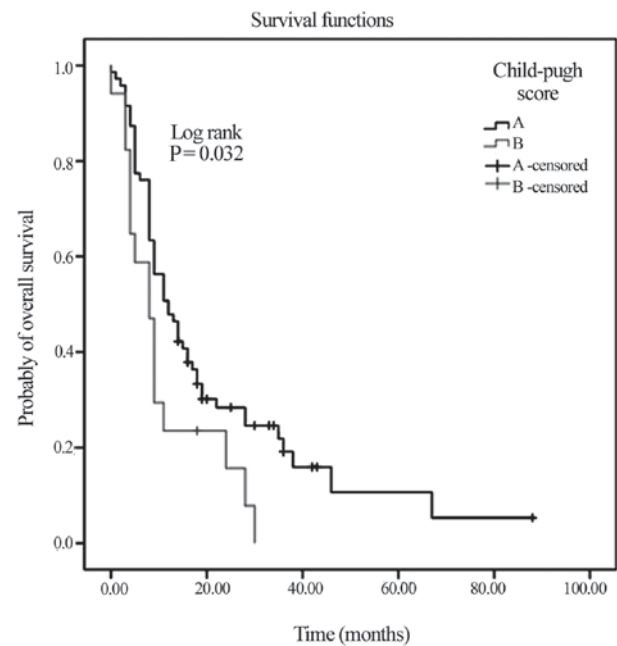 Survival functions
Child-pugh
score
A
B
A -censored
B -censored
Log rank
P = 0.032
Probably of overall survival
1.0
0.8
0.6
0.4
0.2
0.0
0.00 20.00 40.00 60.00 80.00 100.00
Time (months)